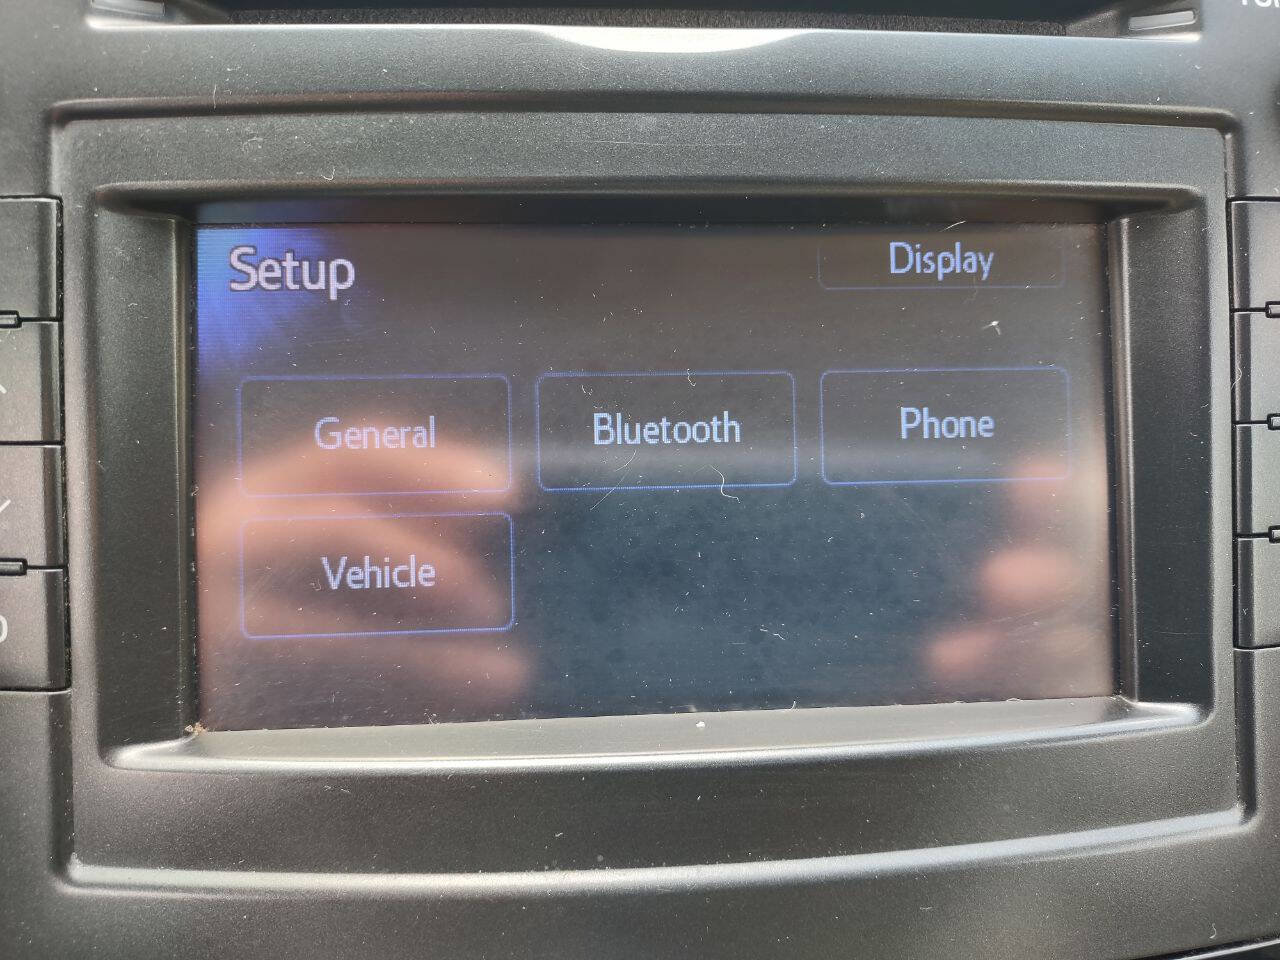 Setup
Display
General
Bluetooth
Phone
Vehicle